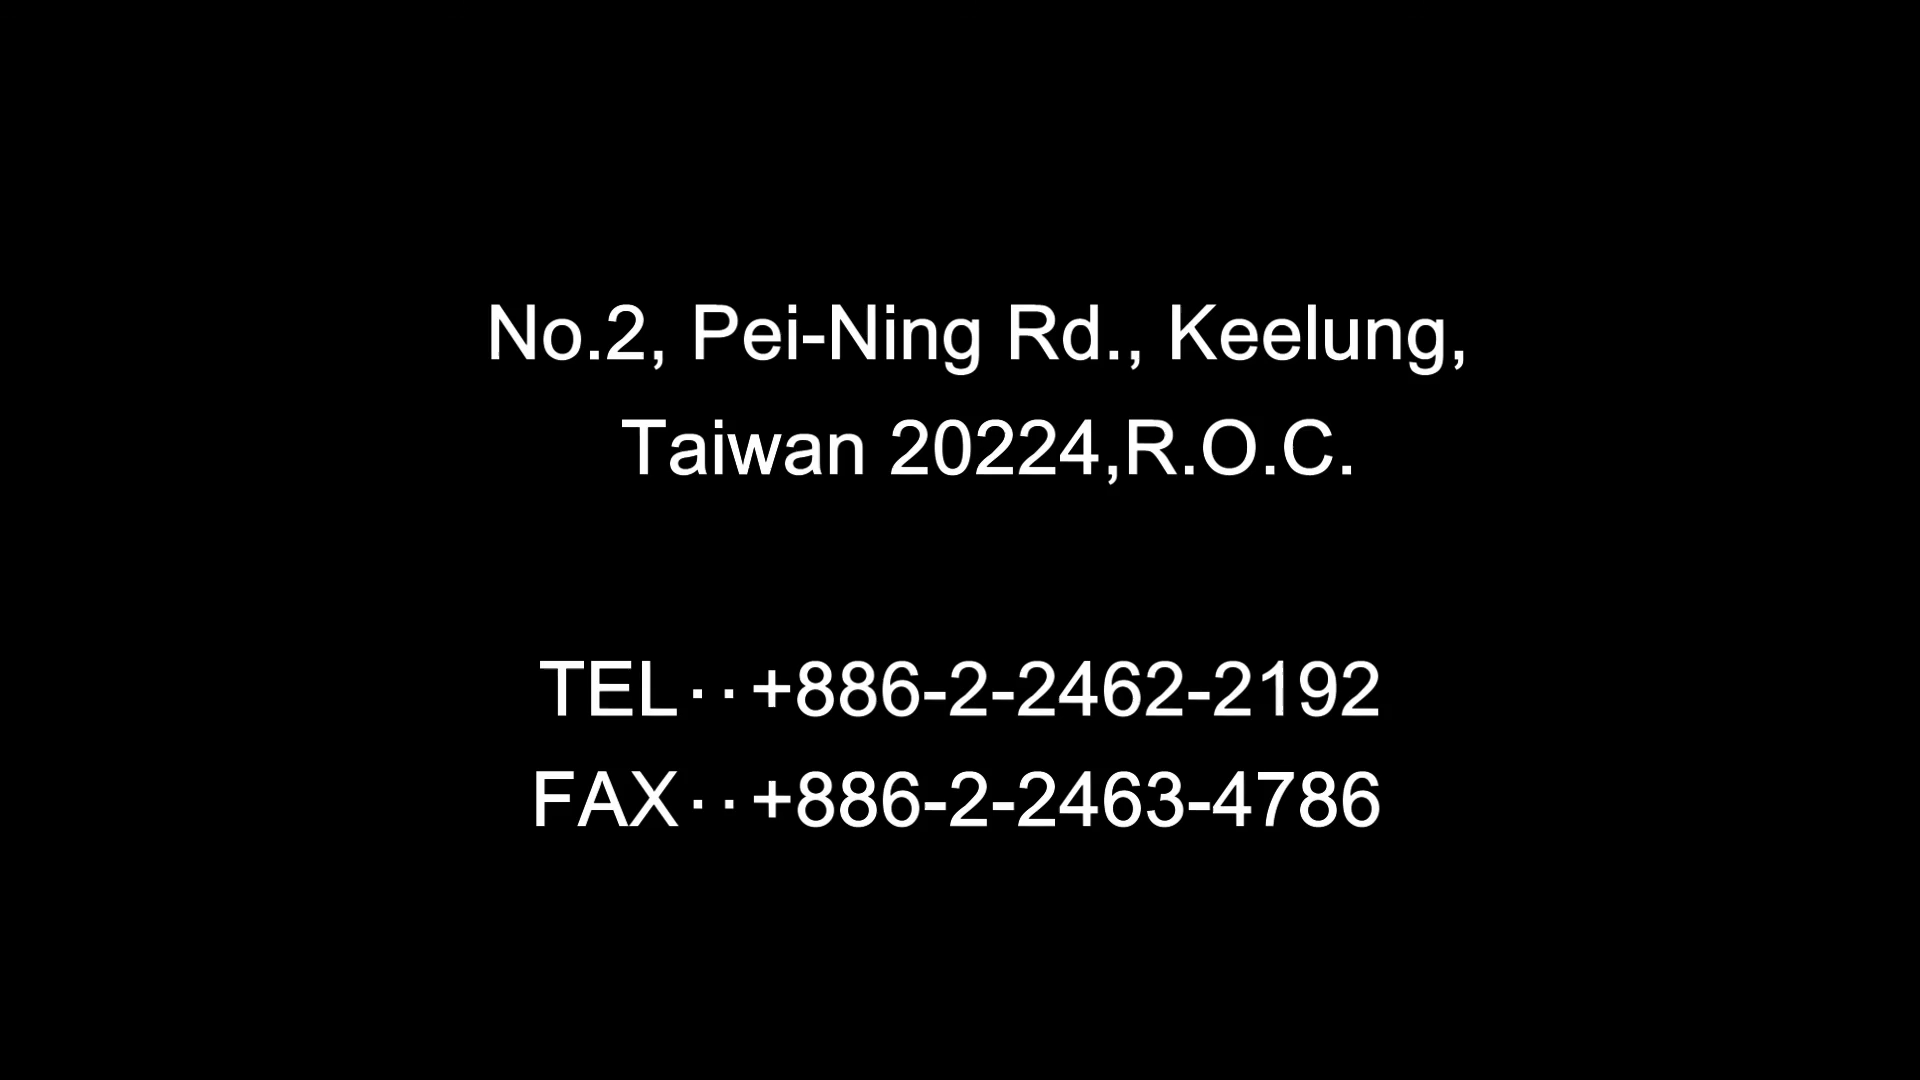 No.2, Pei-Ning Rd., Keelung,
Taiwan 20224,R.O.C.
TEL··+886-2-2462-2192
FAX··+886-2-2463-4786